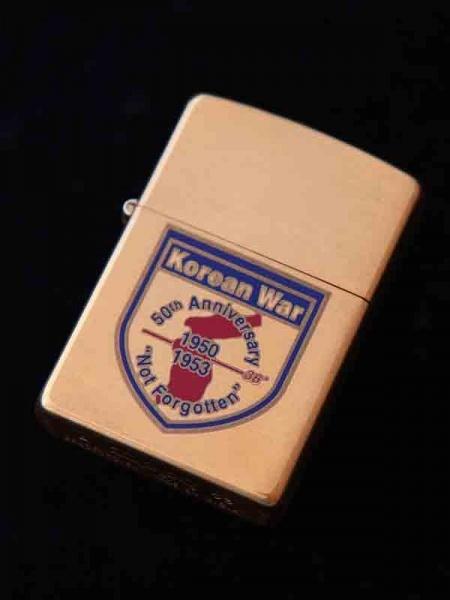 Korean War
50th Anniversary
1950
1953
38°
"Not Forgotten"